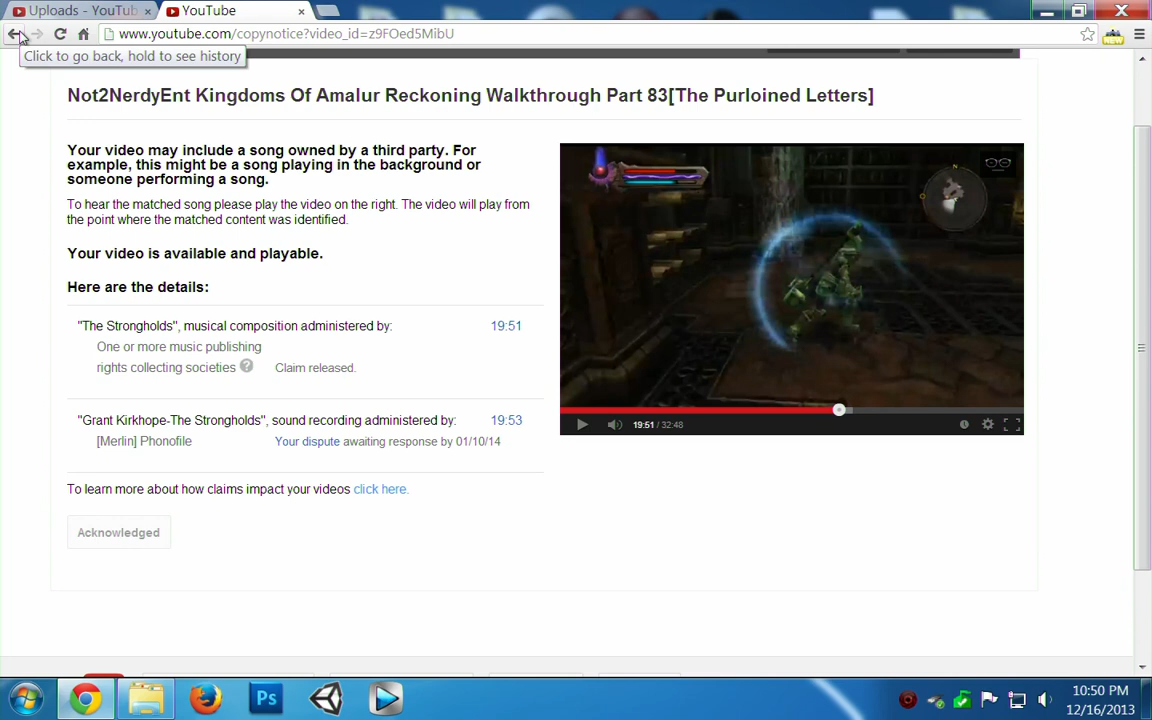 Uploads - YouTub
YouTube
www.youtube.com/copynotice?video_id=z9FOed5MibU
NEW
Click to go back, hold to see history
Not2NerdyEnt Kingdoms Of Amalur Reckoning Walkthrough Part 83[The Purloined Letters]
Your video may include a song owned by a third party. For
example, this might be a song playing in the background or
someone performing a song.
To hear the matched song please play the video on the right. The video will play from
the point where the matched content was identified.
Your video is available and playable.
Here are the details:
"The Strongholds", musical composition administered by: 19:51
One or more music publishing
rights collecting societies ? Claim released.
"Grant Kirkhope-The Strongholds", sound recording administered by: 19:53
[Merlin] Phonofile Your dispute awaiting response by 01/10/14
To learn more about how claims impact your videos click here.
Acknowledged
N
19:51 / 32:48
Ps
10:50 PM
12/16/2013